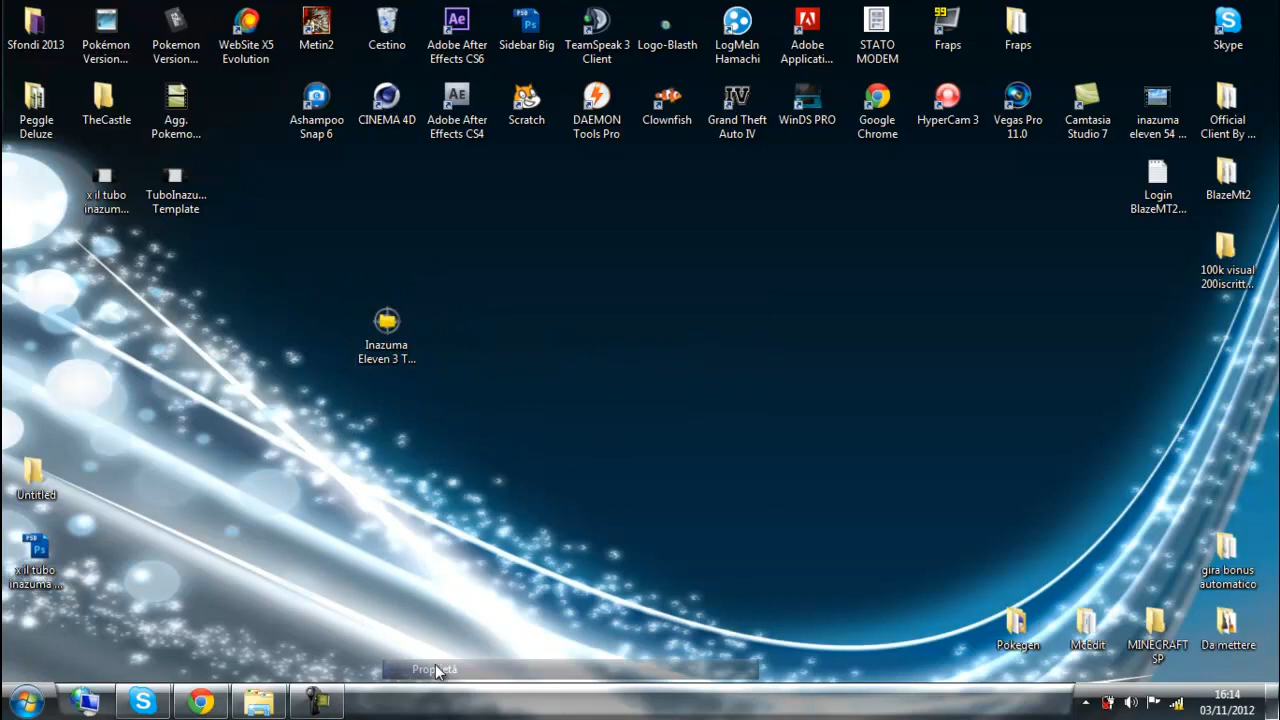 Sfondi 2013
Pokémon
Version...
Pokemon
Version...
WebSite X5
Evolution
Metin2
Cestino
Adobe After
Effects CS6
Sidebar Big
TeamSpeak 3
Client
Logo-Blasth
LogMeIn
Hamachi
Adobe
Applicati...
STATO
MODEM
99
Fraps
Fraps
Skype
Peggle
Deluze
TheCastle
Agg.
Pokemo...
Ashampoo
Snap 6
CINEMA 4D
Adobe After
Effects CS4
Scratch
DAEMON
Tools Pro
Clownfish
Grand Theft
Auto IV
WinDS PRO
Google
Chrome
HyperCam 3
Vegas Pro
11.0
Camtasia
Studio 7
inazuma
eleven 54 ...
Official
Client By ...
x il tubo
inazum...
TuboInazu...
Template
Login
BlazeMT2...
BlazeMt2
100k visual
200iscritt...
Inazuma
Eleven 3 T...
Untitled
x il tubo
inazuma ...
gira bonus
automatico
Pokegen
Mcedit
MINECRAFT
SP
Da mettere
Proprietà
16:14
03/11/2012